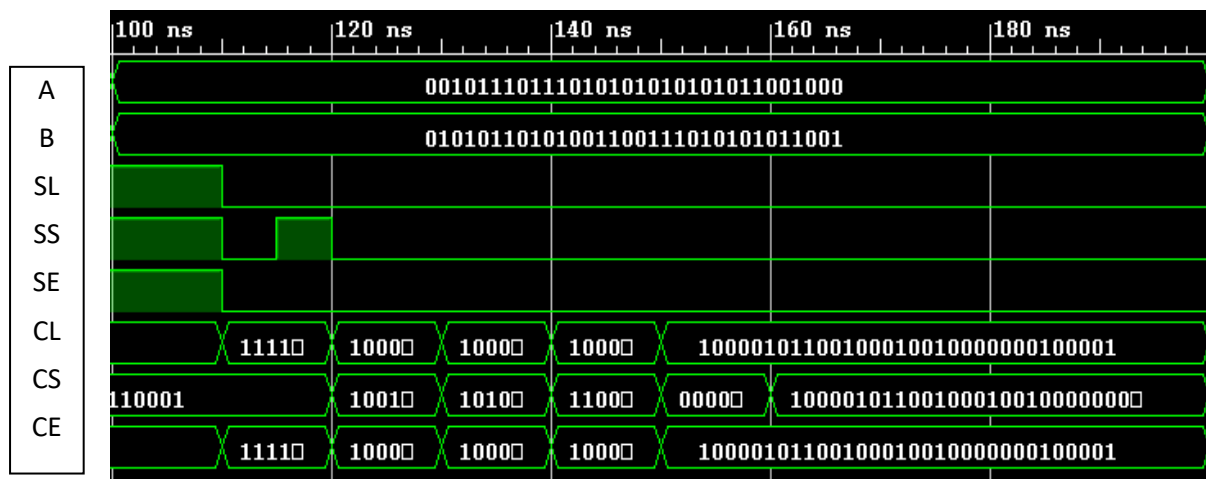 100 ns 120 ns 140 ns 160 ns 180 ns
A 00101110111010101010101011001000
B 01010110101001100111010101011001
SL
SS
SE
CL 1111□ 1000□ 1000□ 1000□ 10000101100100010010000000100001
CS 110001 1001□ 1010□ 1100□ 0000□ 10000101100100010010000000□
CE 1111□ 1000□ 1000□ 1000□ 10000101100100010010000000100001